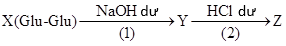 X(Glu-Glu) NaOH dư (1) Y HCl dư (2) Z